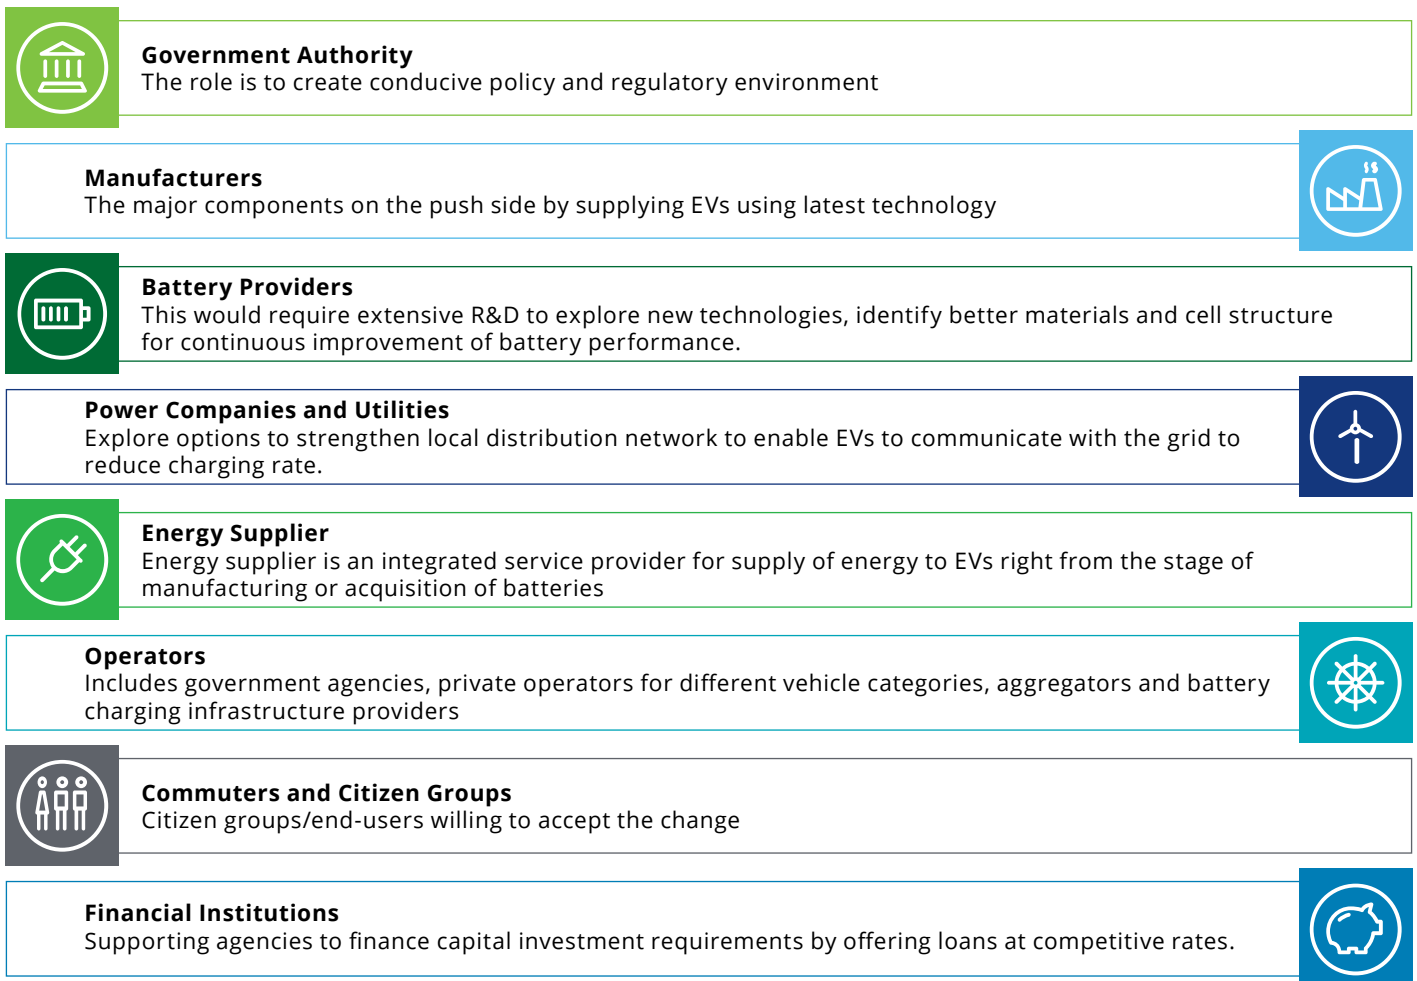 Government Authority
The role is to create conducive policy and regulatory environment
Manufacturers
The major components on the push side by supplying EVs using latest technology
Battery Providers
This would require extensive R&D to explore new technologies, identify better materials and cell structure
for continuous improvement of battery performance.
Power Companies and Utilities
Explore options to strengthen local distribution network to enable EVs to communicate with the grid to
reduce charging rate.
Energy Supplier
Energy supplier is an integrated service provider for supply of energy to EVs right from the stage of
manufacturing or acquisition of batteries
Operators
Includes government agencies, private operators for different vehicle categories, aggregators and battery
charging infrastructure providers
Commuters and Citizen Groups
Citizen groups/end-users willing to accept the change
Financial Institutions
Supporting agencies to finance capital investment requirements by offering loans at competitive rates.